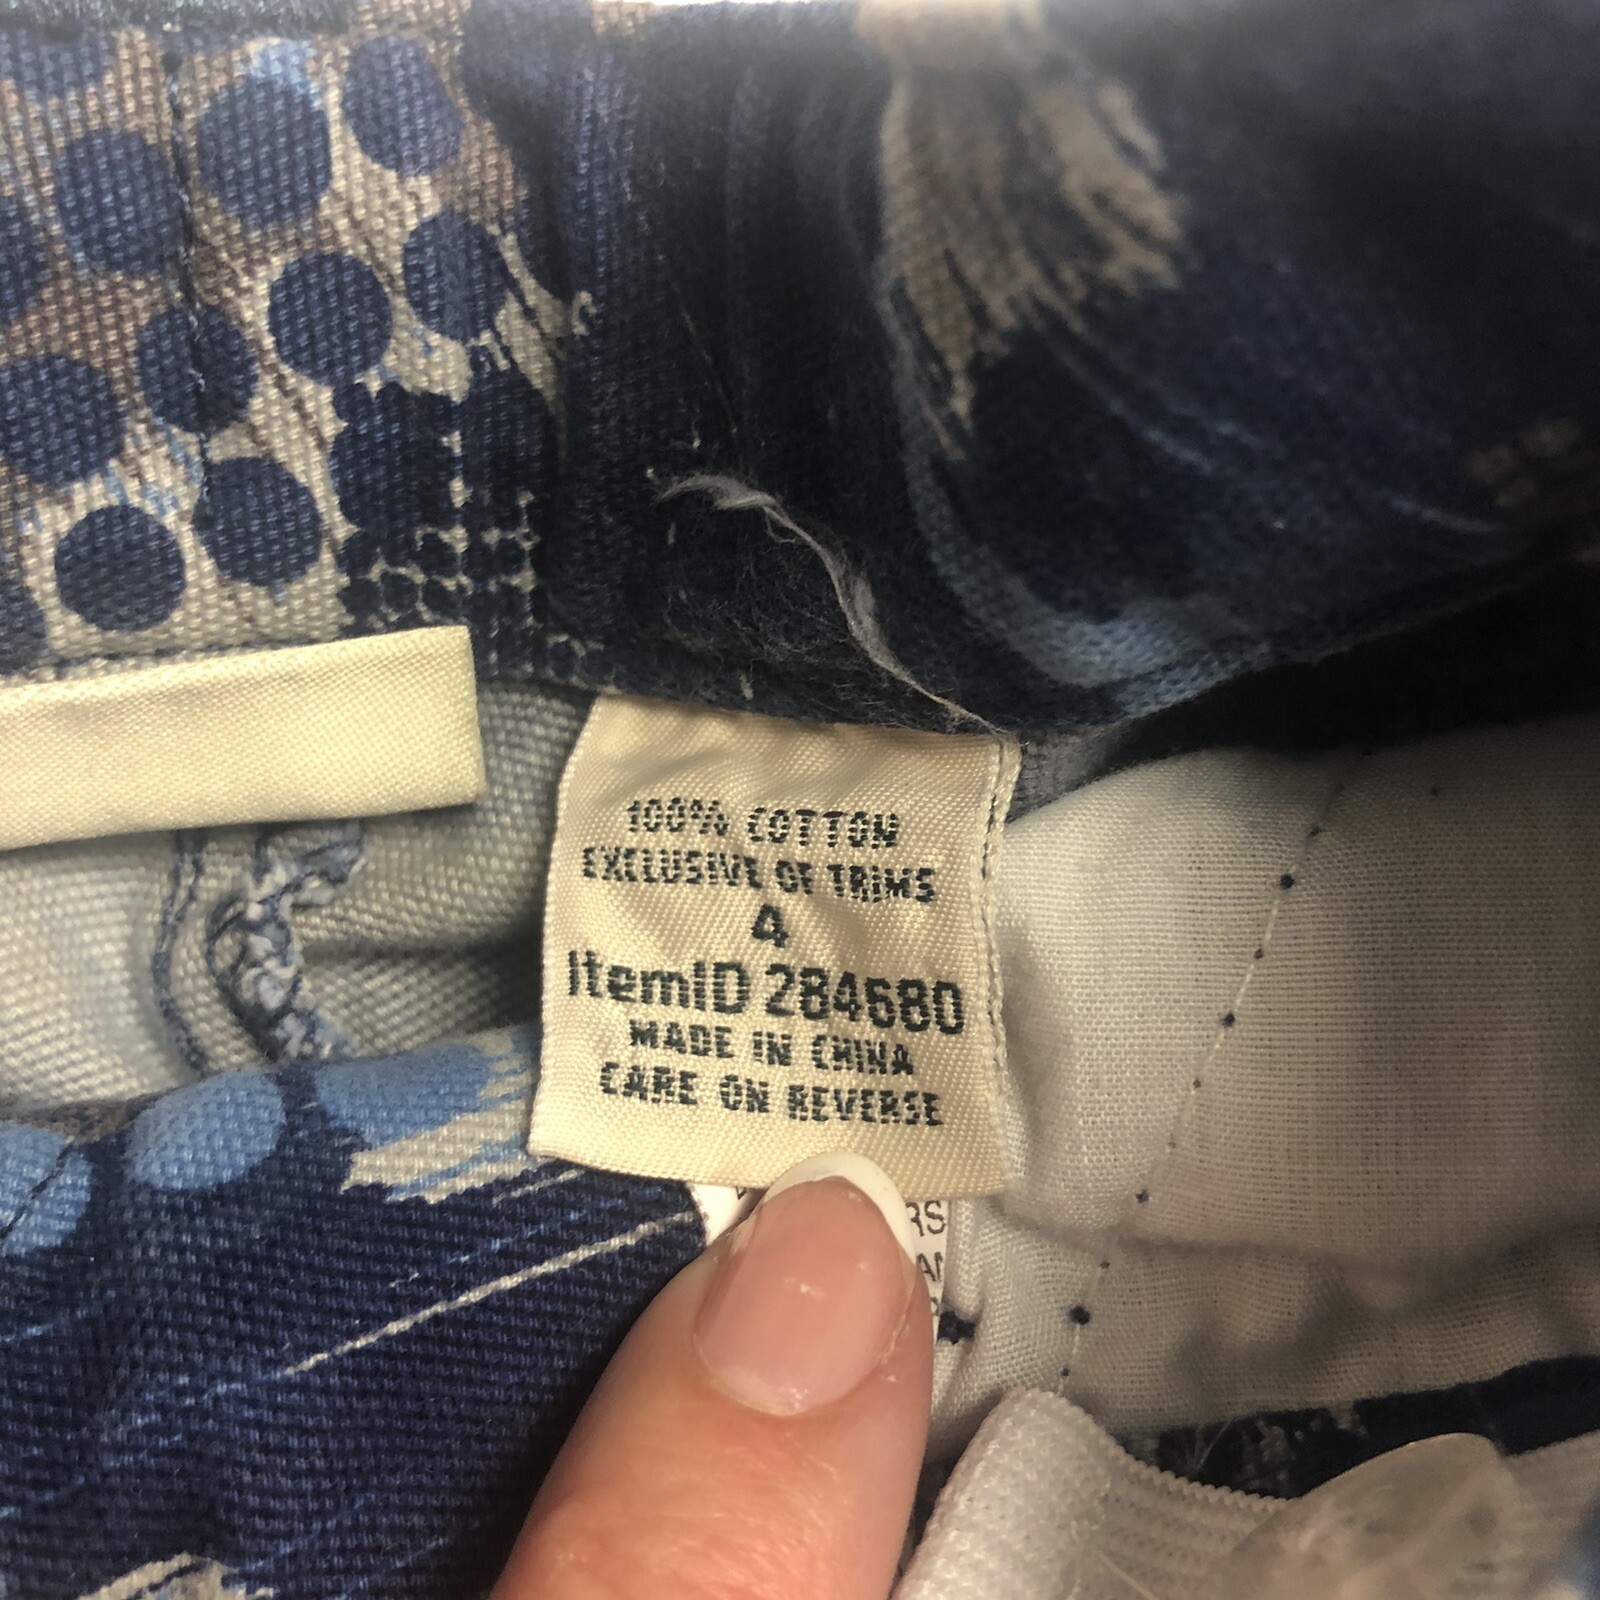 100% COTTON
EXCLUSIVE OF TRIMS
4
ItemID 284680
MADE IN CHINA
CARE ON REVERSE